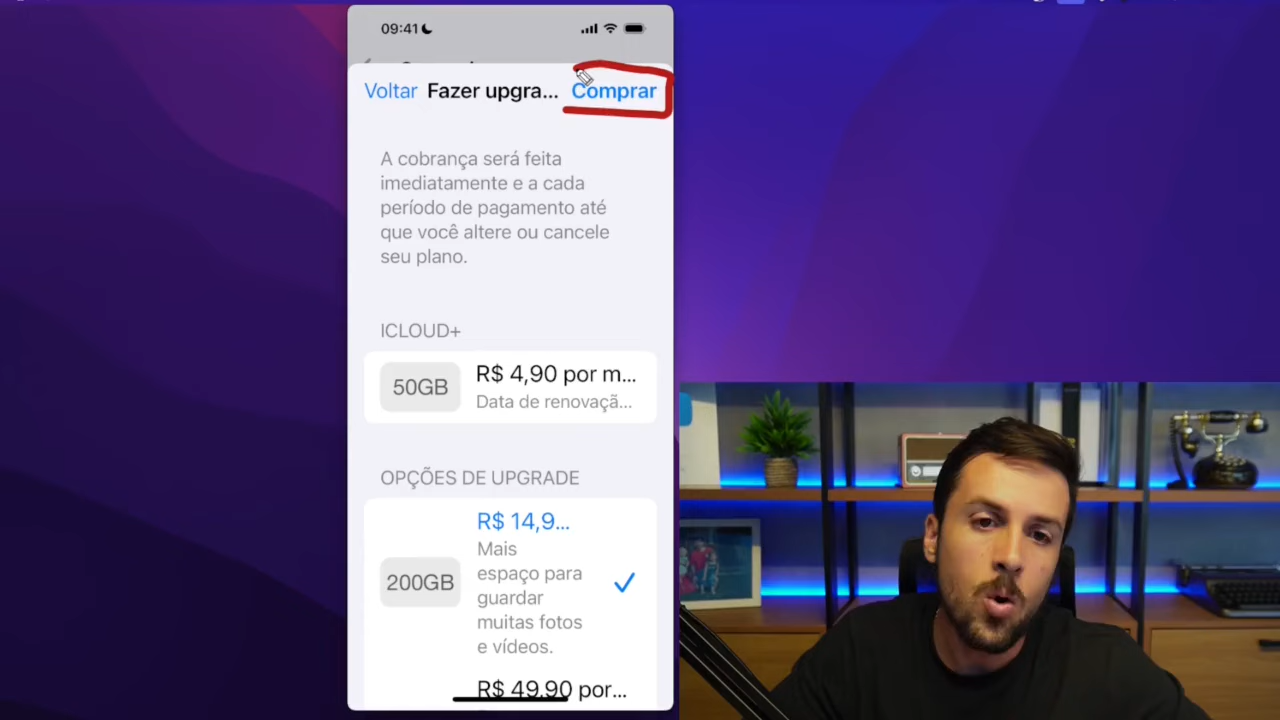 09:41
Voltar Fazer upgra... Comprar
A cobrança será feita
imediatamente e a cada
período de pagamento até
que você altere ou cancele
seu plano.
ICLOUD+
50GB
R$ 4,90 por m...
Data de renovaçã...
OPÇÕES DE UPGRADE
200GB
R$ 14,9...
Mais
espaço para
guardar
muitas fotos
e vídeos.
R$ 49,90 por...